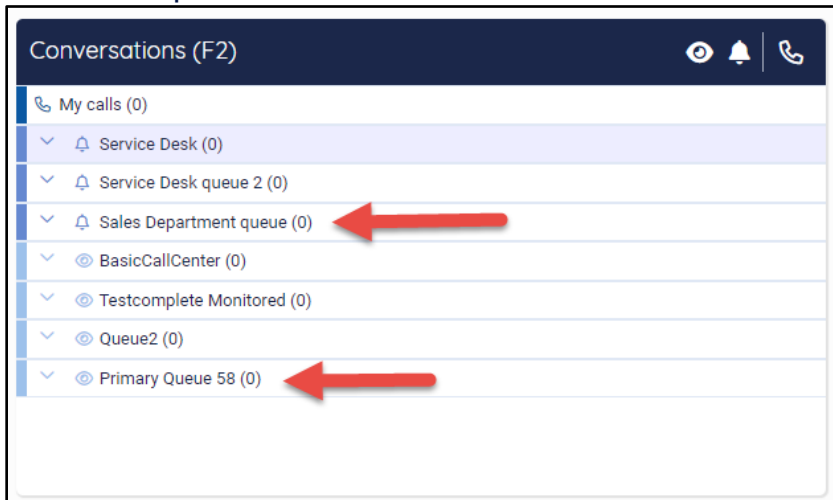 Conversations (F2)
My calls (0)
Service Desk (0)
Service Desk queue 2 (0)
Sales Department queue (0)
BasicCallCenter (0)
Testcomplete Monitored (0)
Queue2 (0)
Primary Queue 58 (0)